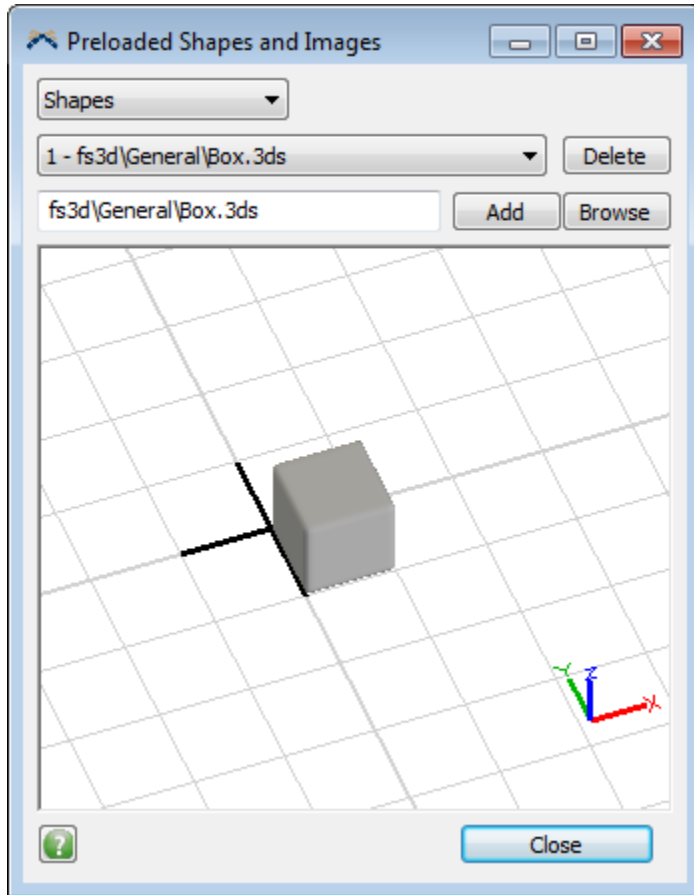 Preloaded Shapes and Images
Shapes
1 - fs3d\General\Box.3ds
Delete
fs3d\General\Box.3ds
Add
Browse
Y
Z
X
Close